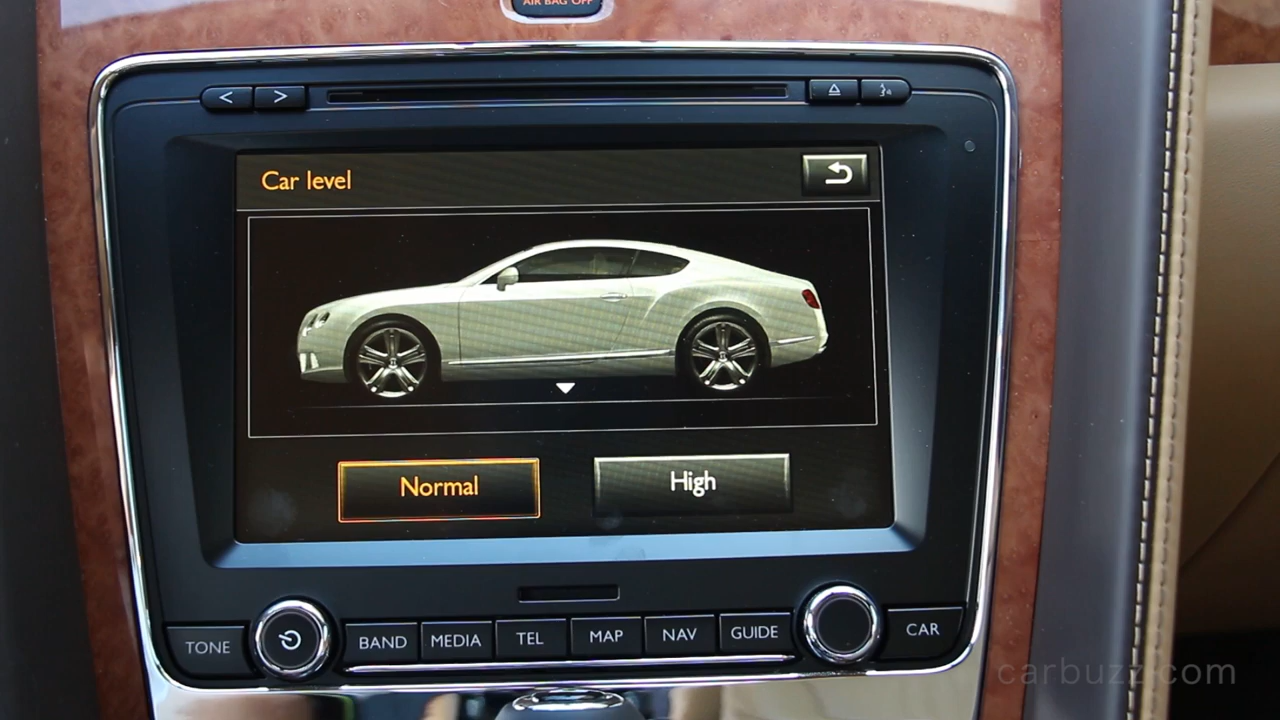 AIR BAG OFF
< >
Car level
Normal High
TONE BAND MEDIA TEL MAP NAV GUIDE CAR
carbuzz.com